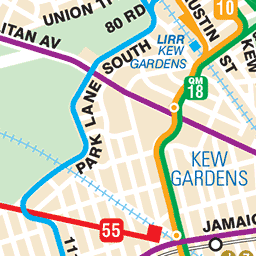 UNION T
80 RD
AUSTIN
ST
10
ITAN AV
LIRR
KEW
GARDENS
QM
18
PARK LANE SOUTH
KEW
GARDENS
55
JAMAIC
11